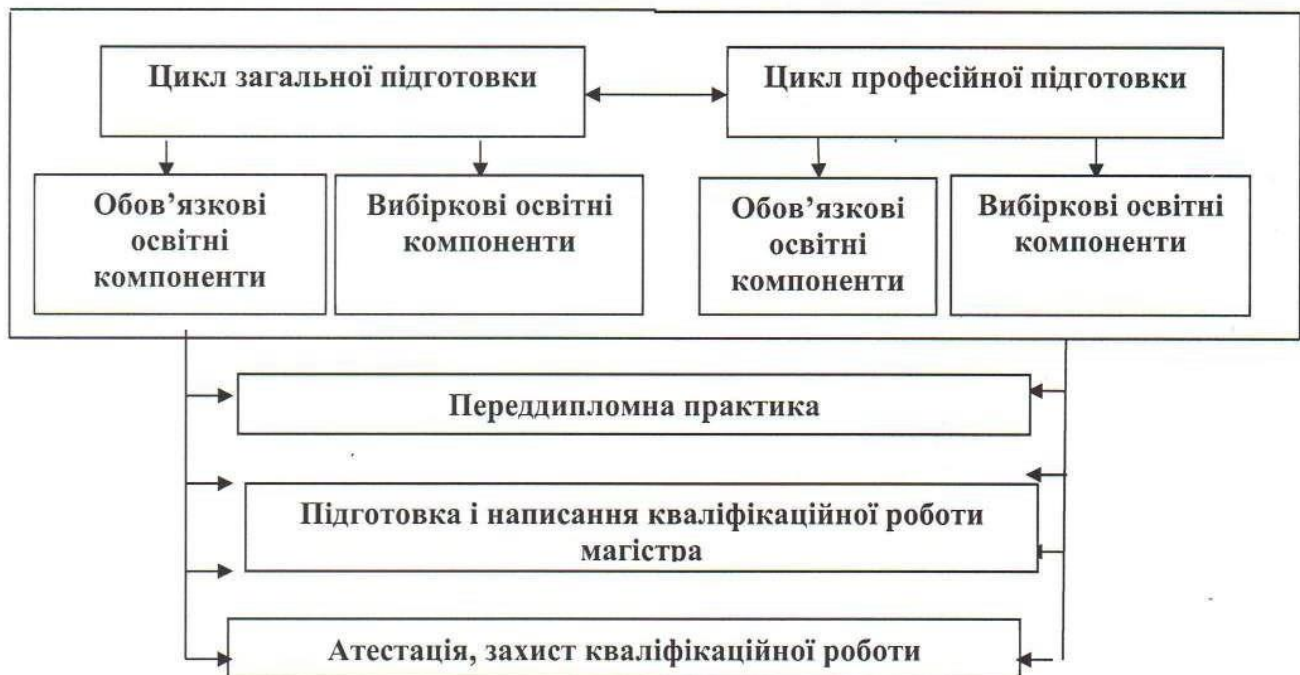 Цикл загальної підготовки
Цикл професійної підготовки
Обов’язкові
освітні
компоненти
Вибіркові освітні
компоненти
Обов’язкові
освітні
компоненти
Вибіркові освітні
компоненти
Переддипломна практика
Підготовка і написання кваліфікаційної роботи
магістра
Атестація, захист кваліфікаційної роботи